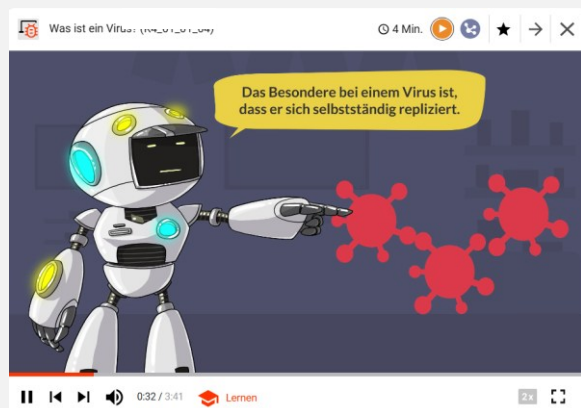 Was ist ein Virus?
4 Min.
Das Besondere bei einem Virus ist,
dass er sich selbstständig repliziert.
0:32 / 3:41
Lernen
2x